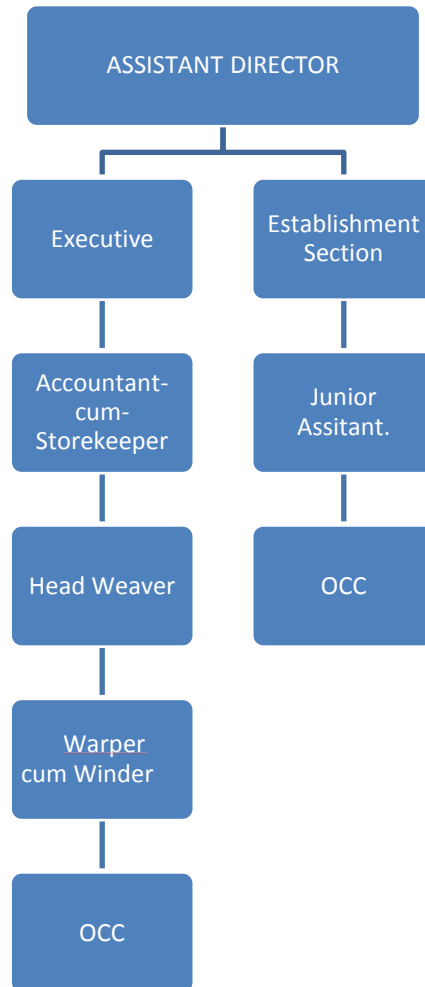 ASSISTANT DIRECTOR
Executive
Establishment
Section
Accountant-
cum-
Storekeeper
Junior
Assitant.
Head Weaver
OCC
Warper
cum Winder
OCC